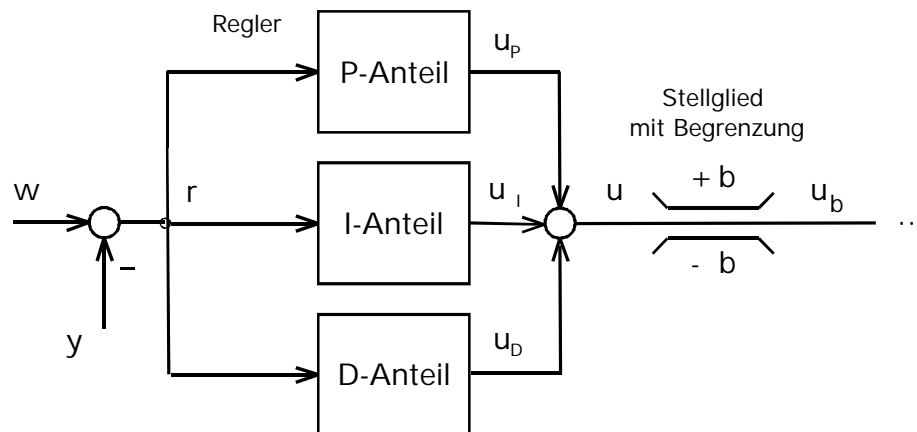 Regler
P-Anteil
u_P
Stellglied
mit Begrenzung
w
r
I-Anteil
u_I
u
+ b
- b
u_b
..
−
y
D-Anteil
u_D